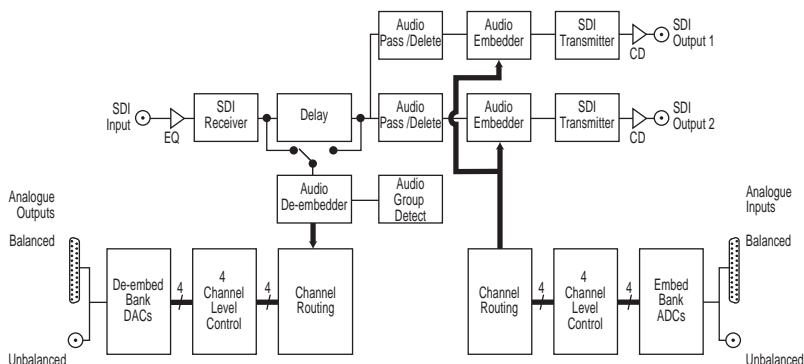 Audio
Pass /Delete
Audio
Embedder
SDI
Transmitter
CD
SDI
Output 1
SDI
Input
EQ
SDI
Receiver
Delay
Audio
Pass/Delete
Audio
Embedder
SDI
Transmitter
CD
SDI
Output 2
Audio
De-embedder
Audio
Group
Detect
Analogue
Outputs
Balanced
Unbalanced
De-embed
Bank
DACs
4
4
Channel
Level
Control
4
Channel
Routing
Channel
Routing
4
4
Channel
Level
Control
4
Embed
Bank
ADCs
Analogue
Inputs
Balanced
Unbalanced